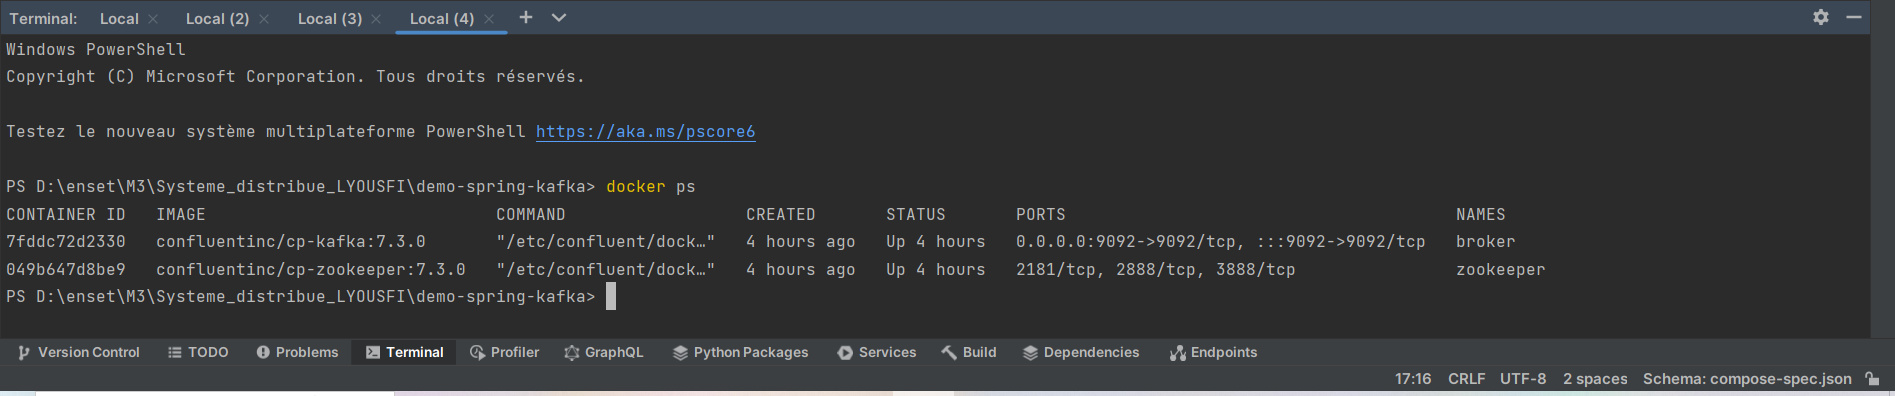 Terminal: Local Local (2) Local (3) Local (4)
Windows PowerShell
Copyright (C) Microsoft Corporation. Tous droits réservés.
Testez le nouveau système multiplateforme PowerShell https://aka.ms/pscore6
PS D:\enset\M3\Systeme_distribue_LYOUSFI\demo-spring-kafka> docker ps
CONTAINER ID IMAGE COMMAND CREATED STATUS PORTS NAMES
7fddc72d2330 confluentinc/cp-kafka:7.3.0 "/etc/confluent/dock…" 4 hours ago Up 4 hours 0.0.0.0:9092->9092/tcp, :::9092->9092/tcp broker
049b647d8be9 confluentinc/cp-zookeeper:7.3.0 "/etc/confluent/dock…" 4 hours ago Up 4 hours 2181/tcp, 2888/tcp, 3888/tcp zookeeper
PS D:\enset\M3\Systeme_distribue_LYOUSFI\demo-spring-kafka>
Version Control TODO Problems Terminal Profiler GraphQL Python Packages Services Build Dependencies Endpoints
17:16 CRLF UTF-8 2 spaces Schema: compose-spec.json